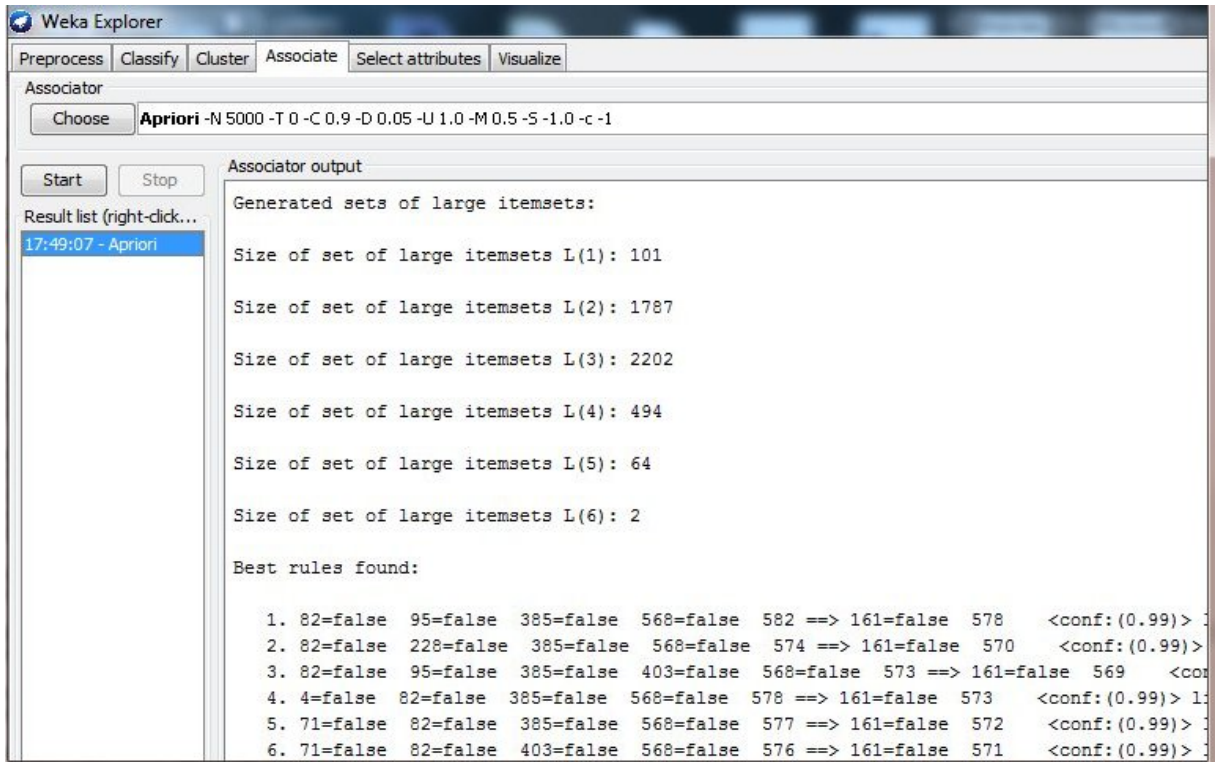 Weka Explorer
Preprocess Classify Cluster Associate Select attributes Visualize
Associator
Choose Apriori -N 5000 -T 0 -C 0.9 -D 0.05 -U 1.0 -M 0.5 -S -1.0 -c -1
Start Stop
Associator output
Result list (right-click...
17:49:07 - Apriori
Generated sets of large itemsets:
Size of set of large itemsets L(1): 101
Size of set of large itemsets L(2): 1787
Size of set of large itemsets L(3): 2202
Size of set of large itemsets L(4): 494
Size of set of large itemsets L(5): 64
Size of set of large itemsets L(6): 2
Best rules found:
1. 82=false 95=false 385=false 568=false 582 ==> 161=false 578 <conf:(0.99)>
2. 82=false 228=false 385=false 568=false 574 ==> 161=false 570 <conf:(0.99)>
3. 82=false 95=false 385=false 403=false 568=false 573 ==> 161=false 569 <co
4. 4=false 82=false 385=false 568=false 578 ==> 161=false 573 <conf:(0.99)> li
5. 71=false 82=false 385=false 568=false 577 ==> 161=false 572 <conf:(0.99)>
6. 71=false 82=false 403=false 568=false 576 ==> 161=false 571 <conf:(0.99)>